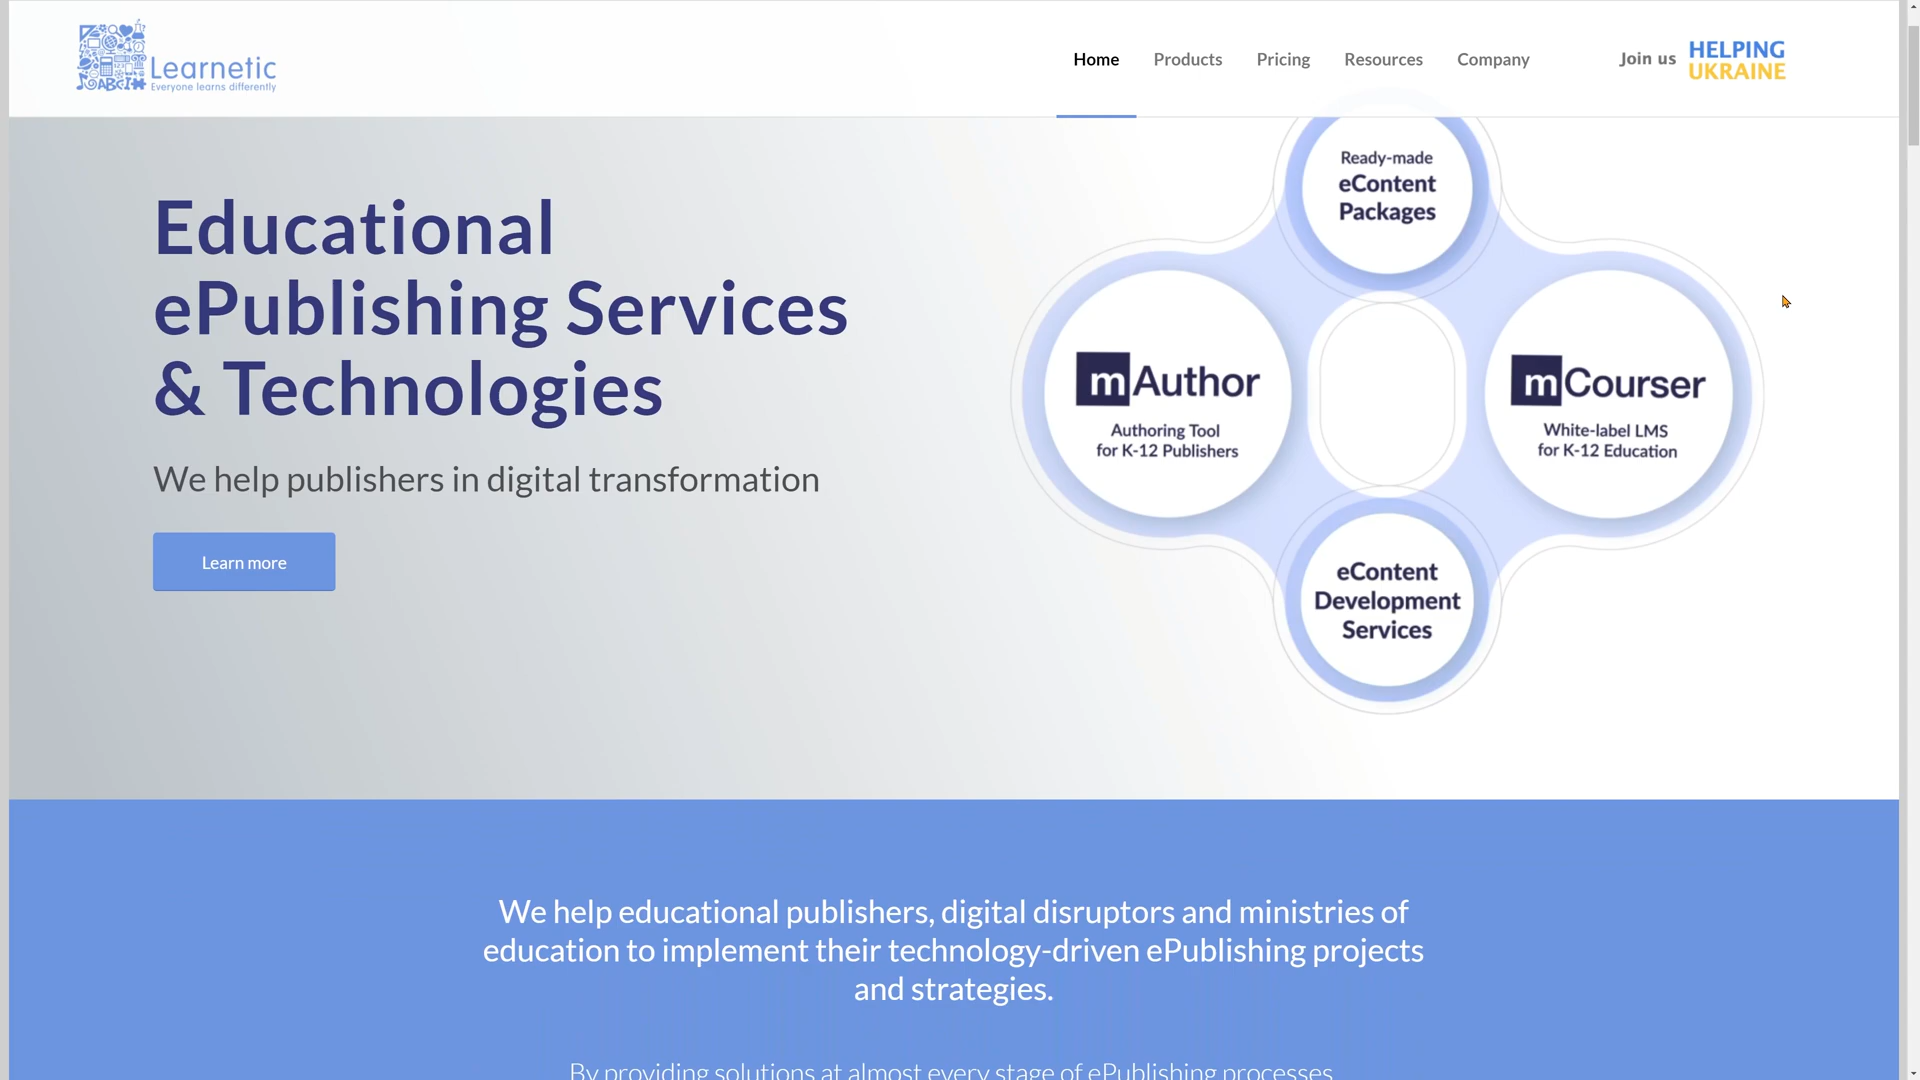 Learnetic
Everyone learns differently
Home
Products
Pricing
Resources
Company
Join us
HELPING
UKRAINE
Educational
ePublishing Services
& Technologies
We help publishers in digital transformation
Learn more
Ready-made
eContent
Packages
mAuthor
Authoring Tool
for K-12 Publishers
mCourser
White-label LMS
for K-12 Education
eContent
Development
Services
We help educational publishers, digital disruptors and ministries of
education to implement their technology-driven ePublishing projects
and strategies.
By providing solutions at almost every stage of ePublishing processes